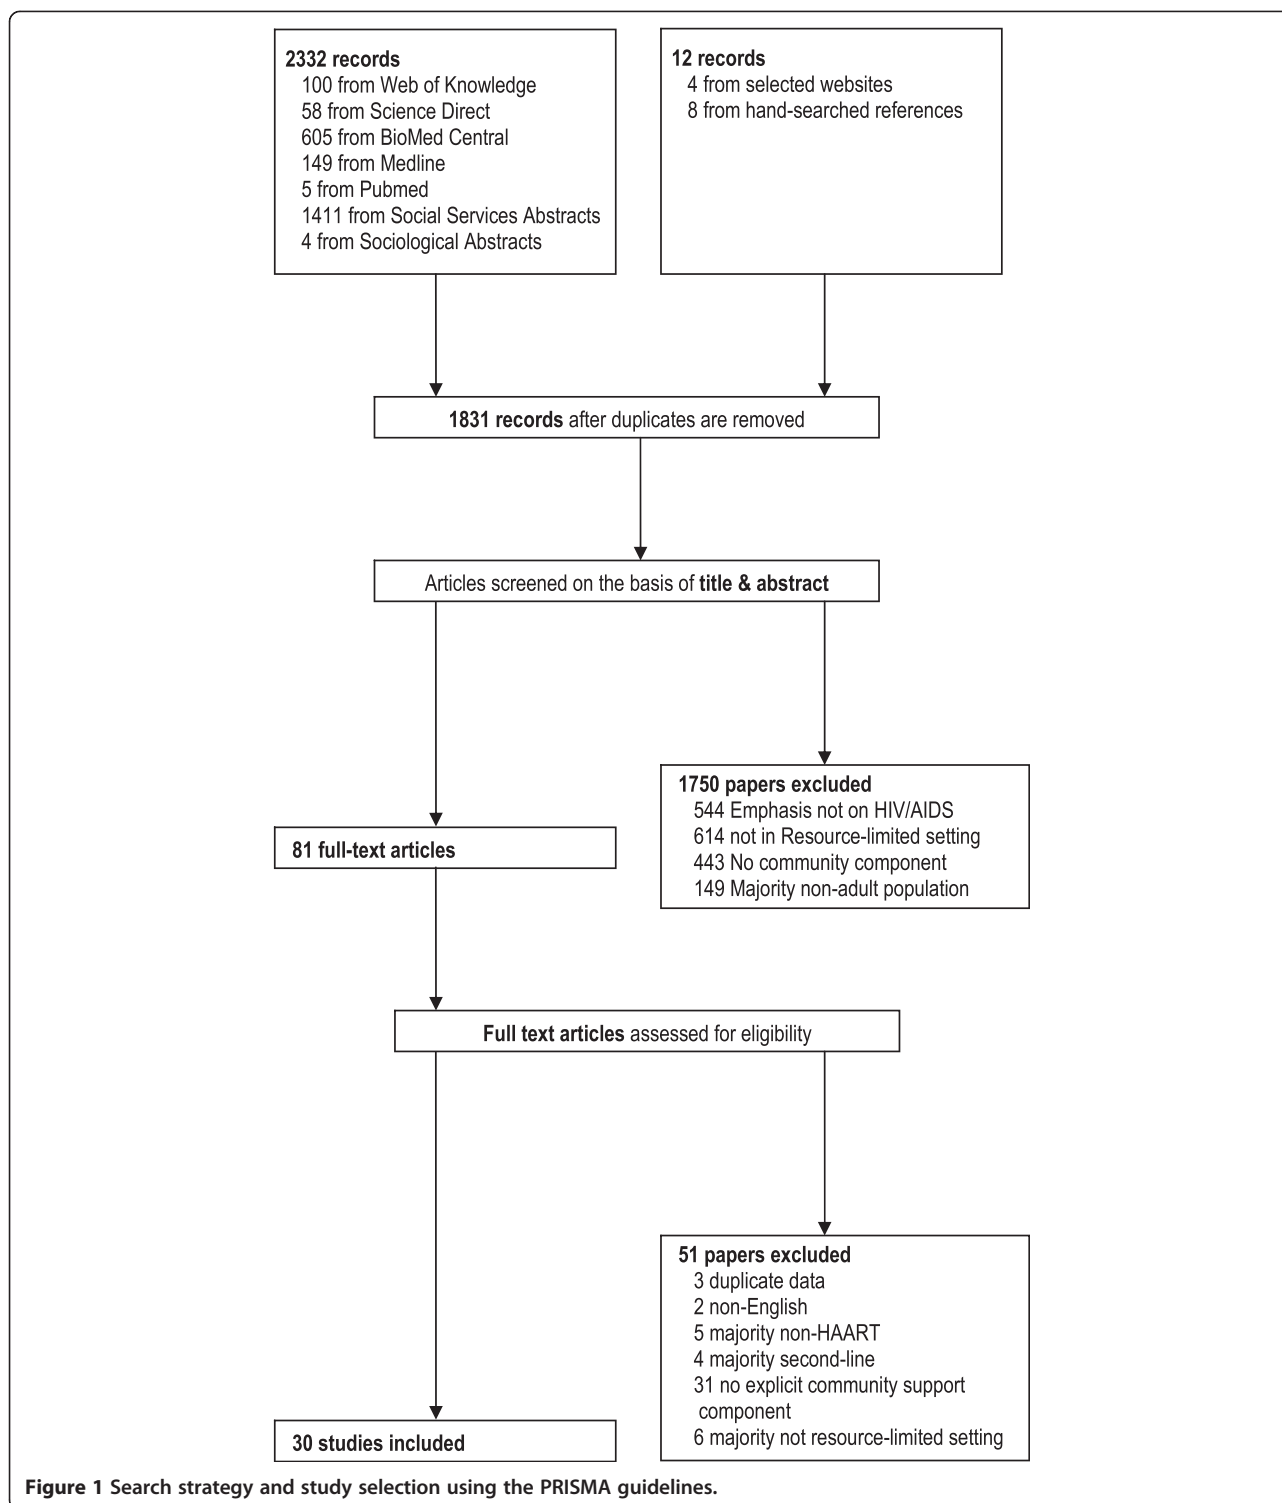 2332 records
100 from Web of Knowledge
58 from Science Direct
605 from BioMed Central
149 from Medline
5 from Pubmed
1411 from Social Services Abstracts
4 from Sociological Abstracts
12 records
4 from selected websites
8 from hand-searched references
1831 records after duplicates are removed
Articles screened on the basis of title & abstract
1750 papers excluded
544 Emphasis not on HIV/AIDS
614 not in Resource-limited setting
443 No community component
149 Majority non-adult population
81 full-text articles
Full text articles assessed for eligibility
51 papers excluded
3 duplicate data
2 non-English
5 majority non-HAART
4 majority second-line
31 no explicit community support
component
6 majority not resource-limited setting
30 studies included
Figure 1 Search strategy and study selection using the PRISMA guidelines.